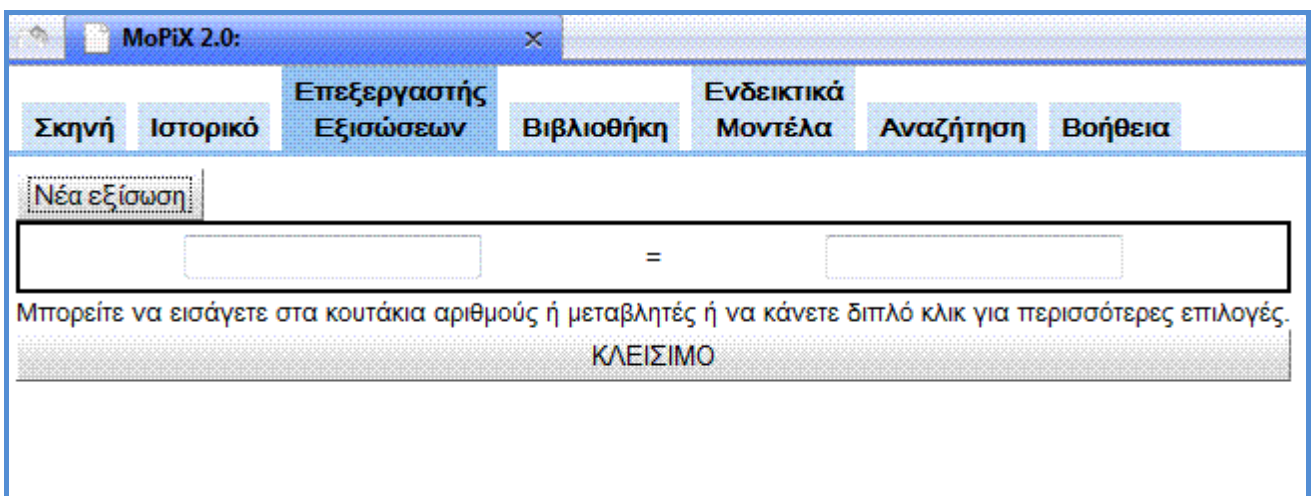 MoPiX 2.0:
Σκηνή Ιστορικό Επεξεργαστής Εξισώσεων Βιβλιοθήκη Ενδεικτικά Μοντέλα Αναζήτηση Βοήθεια
Νέα εξίσωση
=
Μπορείτε να εισάγετε στα κουτάκια αριθμούς ή μεταβλητές ή να κάνετε διπλό κλικ για περισσότερες επιλογές.
ΚΛΕΙΣΙΜΟ